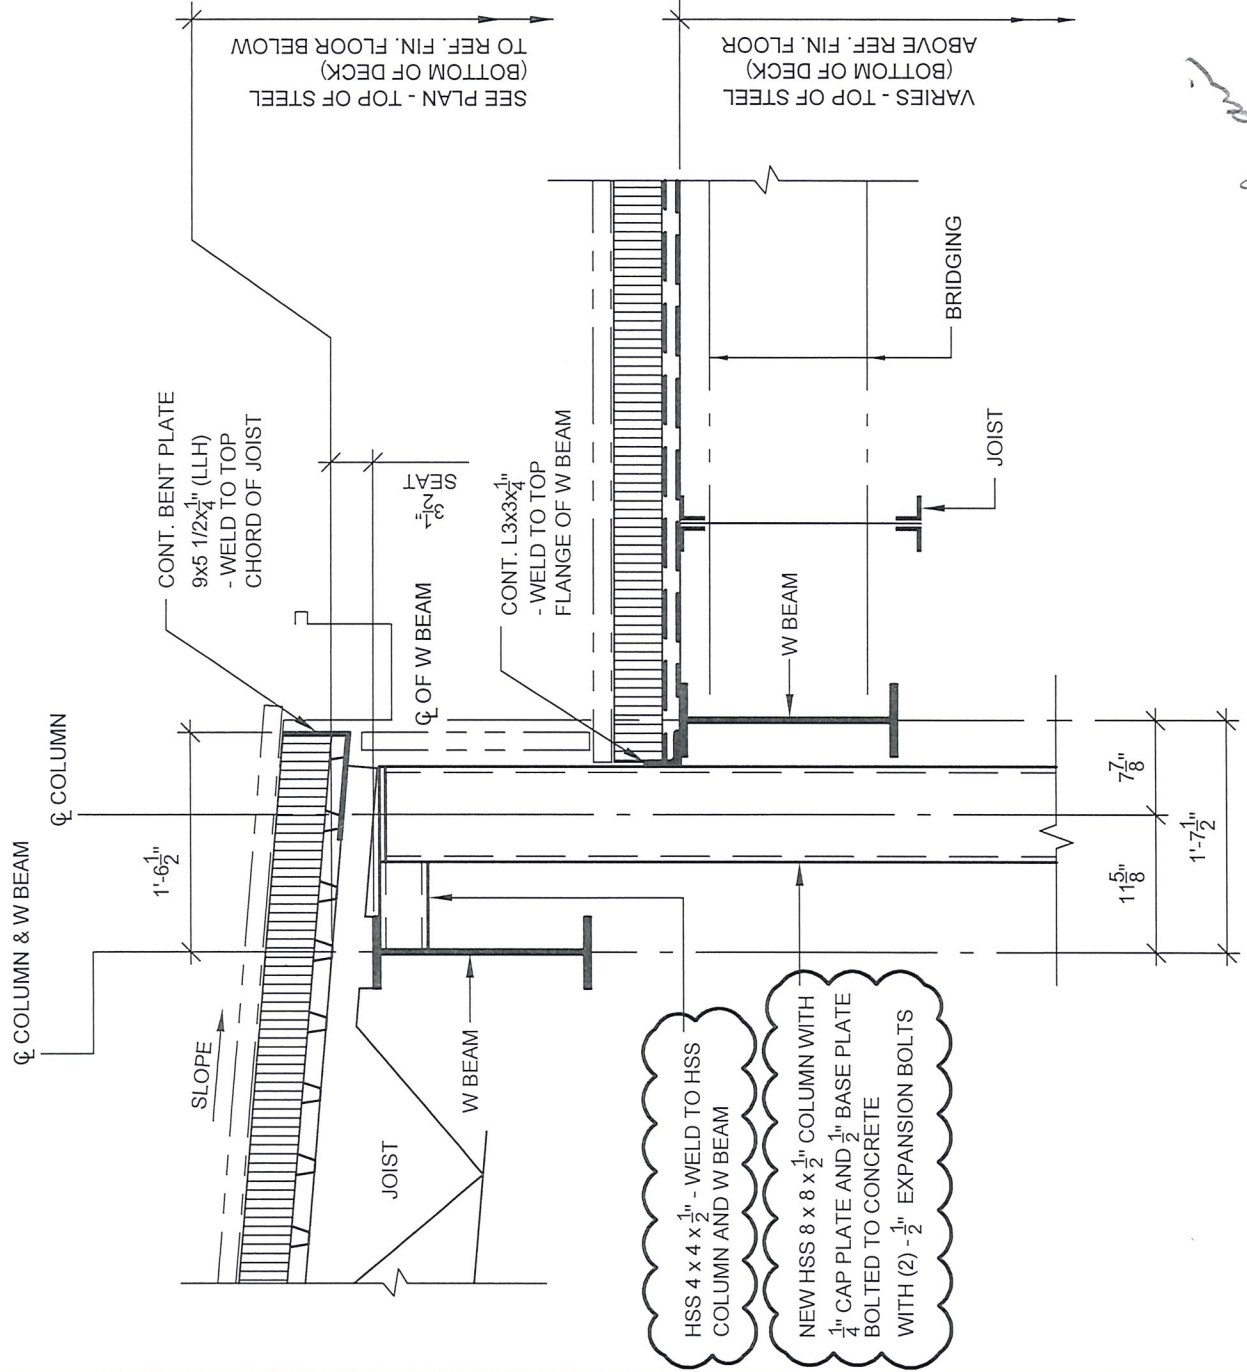 ℄ COLUMN & W BEAM
℄ COLUMN
1'-6 1/2"
SLOPE
CONT. BENT PLATE
9x5 1/2x1/4" (LLH)
- WELD TO TOP
CHORD OF JOIST
SEE PLAN - TOP OF STEEL
(BOTTOM OF DECK)
TO REF. FIN. FLOOR BELOW
3 1/2"
SEAT
℄ OF W BEAM
CONT. L3x3x1/4"
- WELD TO TOP
FLANGE OF W BEAM
VARIES - TOP OF STEEL
(BOTTOM OF DECK)
ABOVE REF. FIN. FLOOR
JOIST
W BEAM
W BEAM
JOIST
BRIDGING
HSS 4 x 4 x 1/2" - WELD TO HSS
COLUMN AND W BEAM
NEW HSS 8 x 8 x 1/2" COLUMN WITH
1/4" CAP PLATE AND 1/2" BASE PLATE
BOLTED TO CONCRETE
WITH (2) - 1/2" EXPANSION BOLTS
11 5/8"
7 7/8"
1'-7 1/2"